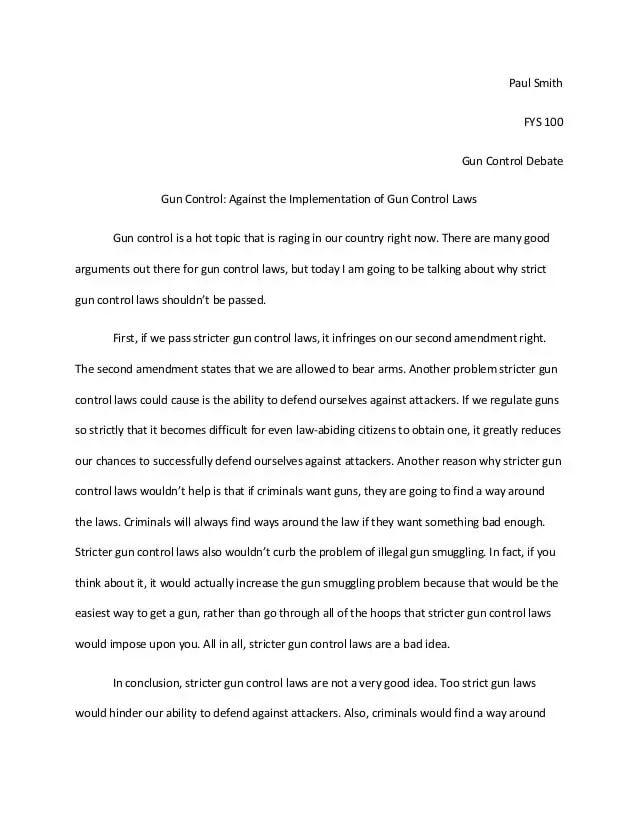 Paul Smith
FYS 100
Gun Control Debate
Gun Control: Against the Implementation of Gun Control Laws
Gun control is a hot topic that is raging in our country right now. There are many good
arguments out there for gun control laws, but today I am going to be talking about why strict
gun control laws shouldn’t be passed.
First, if we pass stricter gun control laws, it infringes on our second amendment right.
The second amendment states that we are allowed to bear arms. Another problem stricter gun
control laws could cause is the ability to defend ourselves against attackers. If we regulate guns
so strictly that it becomes difficult for even law-abiding citizens to obtain one, it greatly reduces
our chances to successfully defend ourselves against attackers. Another reason why stricter gun
control laws wouldn’t help is that if criminals want guns, they are going to find a way around
the laws. Criminals will always find ways around the law if they want something bad enough.
Stricter gun control laws also wouldn’t curb the problem of illegal gun smuggling. In fact, if you
think about it, it would actually increase the gun smuggling problem because that would be the
easiest way to get a gun, rather than go through all of the hoops that stricter gun control laws
would impose upon you. All in all, stricter gun control laws are a bad idea.
In conclusion, stricter gun control laws are not a very good idea. Too strict gun laws
would hinder our ability to defend against attackers. Also, criminals would find a way around